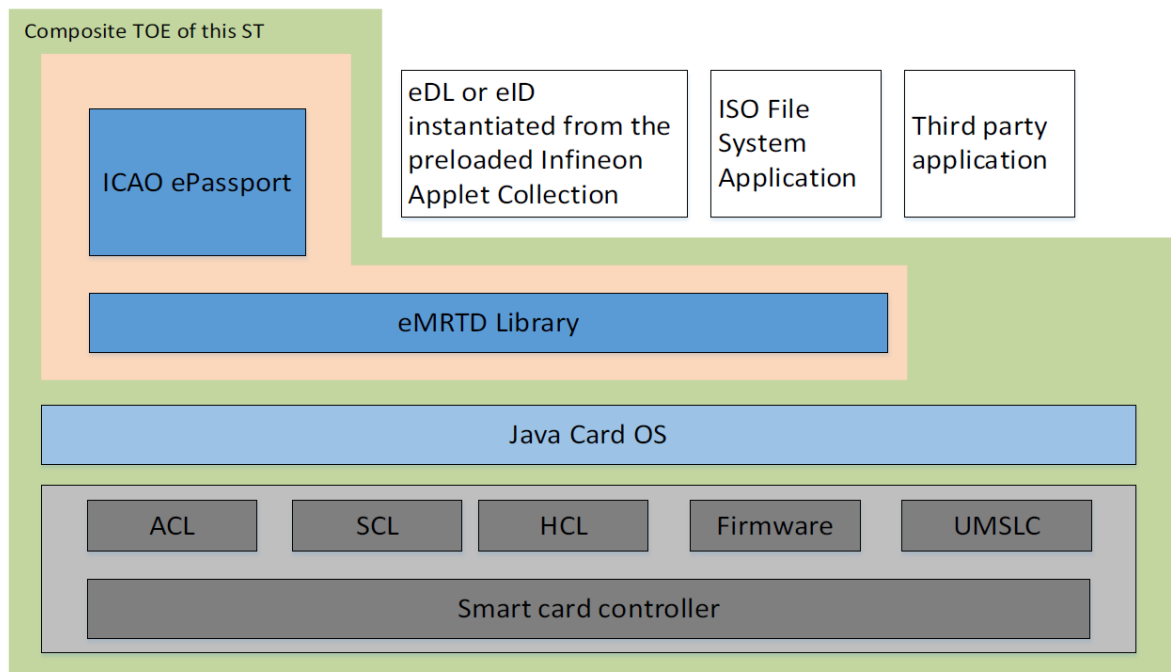 Composite TOE of this ST
ICAO ePassport
eDL or eID
instantiated from the
preloaded Infineon
Applet Collection
ISO File
System
Application
Third party
application
eMRTD Library
Java Card OS
ACL
SCL
HCL
Firmware
UMSLC
Smart card controller